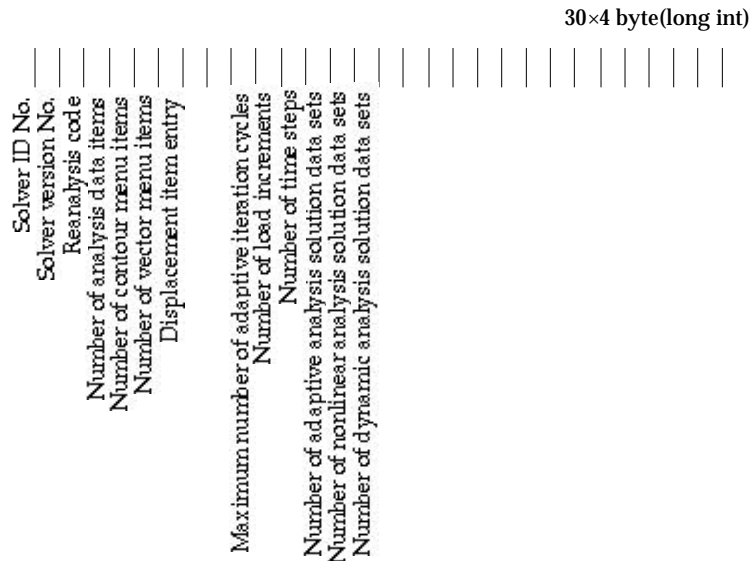 30×4 byte(long int)
Solver ID No.
Solver version No.
Reanalysis code
Number of analysis data items
Number of contour menu items
Number of vector menu items
Displacement item entry
Maximum number of adaptive iteration cycles
Number of load increments
Number of time steps
Number of adaptive analysis solution data sets
Number of nonlinear analysis solution data sets
Number of dynamic analysis solution data sets